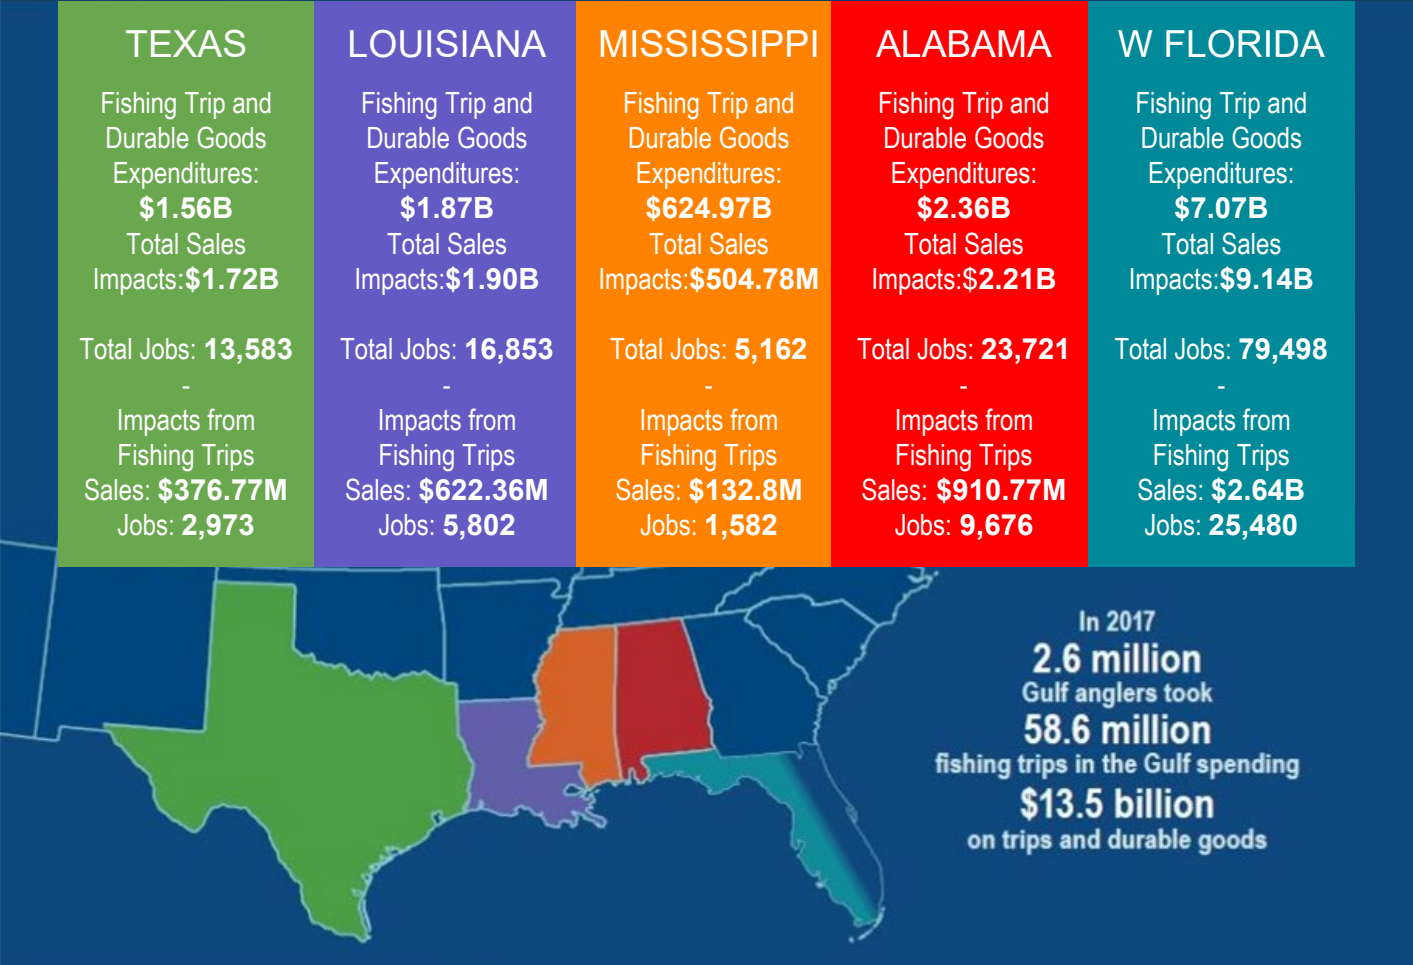 TEXAS
Fishing Trip and
Durable Goods
Expenditures:
$1.56B
Total Sales
Impacts:$1.72B
Total Jobs: 13,583
-
Impacts from
Fishing Trips
Sales: $376.77M
Jobs: 2,973
LOUISIANA
Fishing Trip and
Durable Goods
Expenditures:
$1.87B
Total Sales
Impacts:$1.90B
Total Jobs: 16,853
-
Impacts from
Fishing Trips
Sales: $622.36M
Jobs: 5,802
MISSISSIPPI
Fishing Trip and
Durable Goods
Expenditures:
$624.97B
Total Sales
Impacts:$504.78M
Total Jobs: 5,162
-
Impacts from
Fishing Trips
Sales: $132.8M
Jobs: 1,582
ALABAMA
Fishing Trip and
Durable Goods
Expenditures:
$2.36B
Total Sales
Impacts:$2.21B
Total Jobs: 23,721
-
Impacts from
Fishing Trips
Sales: $910.77M
Jobs: 9,676
W FLORIDA
Fishing Trip and
Durable Goods
Expenditures:
$7.07B
Total Sales
Impacts:$9.14B
Total Jobs: 79,498
-
Impacts from
Fishing Trips
Sales: $2.64B
Jobs: 25,480
In 2017
2.6 million
Gulf anglers took
58.6 million
fishing trips in the Gulf spending
$13.5 billion
on trips and durable goods